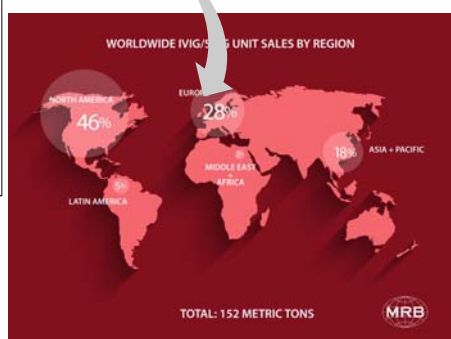 WORLDWIDE IVIG/S G UNIT SALES BY REGION
NORTH AMERICA
46%
EUROP
28%
18%
ASIA + PACIFIC
MIDDLE EAST
+
AFRICA
5%
LATIN AMERICA
TOTAL: 152 METRIC TONS
MRB